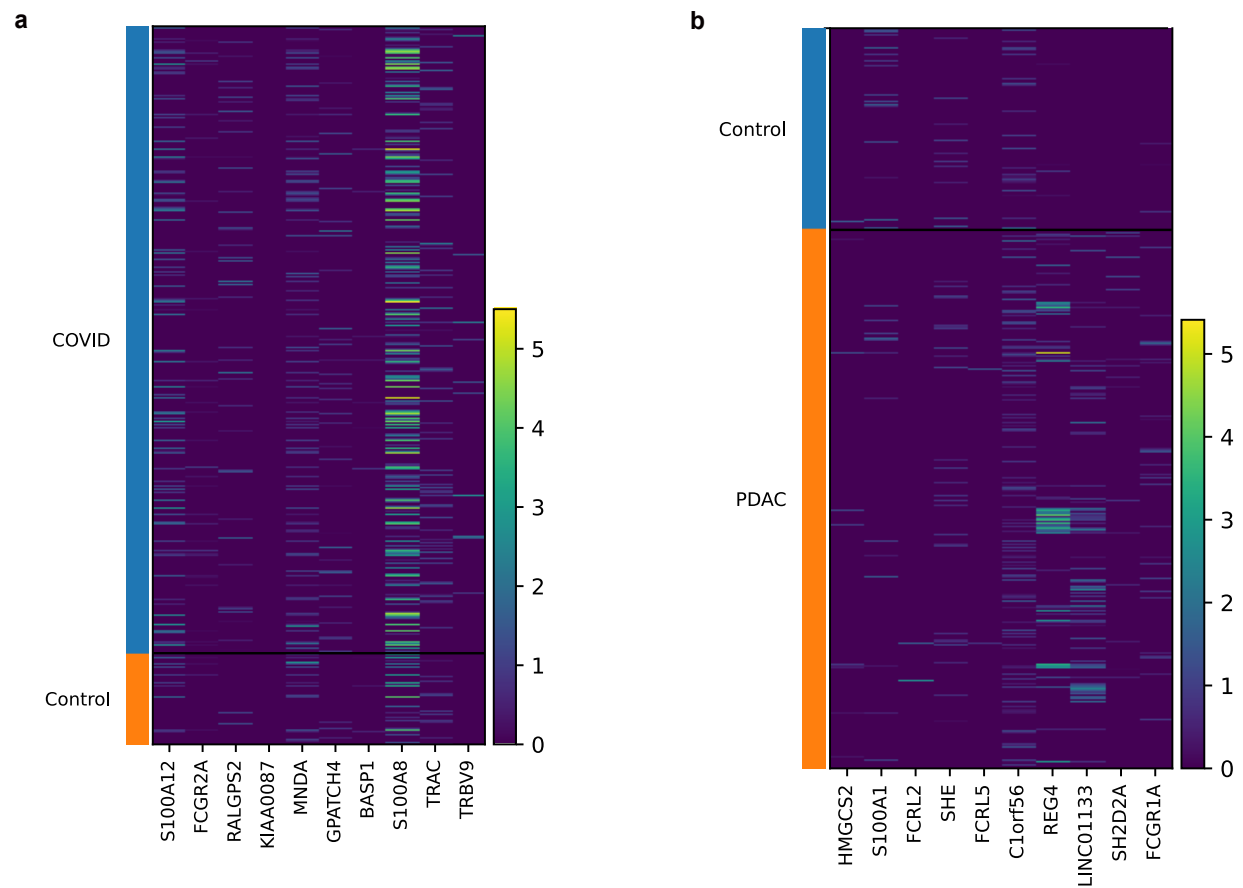 a
COVID
Control
5
4
3
2
1
0
S100A12
FCGR2A
RALGPS2
KIAA0087
MNDA
GPATCH4
BASP1
S100A8
TRAC
TRBV9
b
Control
PDAC
5
4
3
2
1
0
HMGCS2
S100A1
FCRL2
SHE
FCRL5
C1orf56
REG4
LINC01133
SH2D2A
FCGR1A